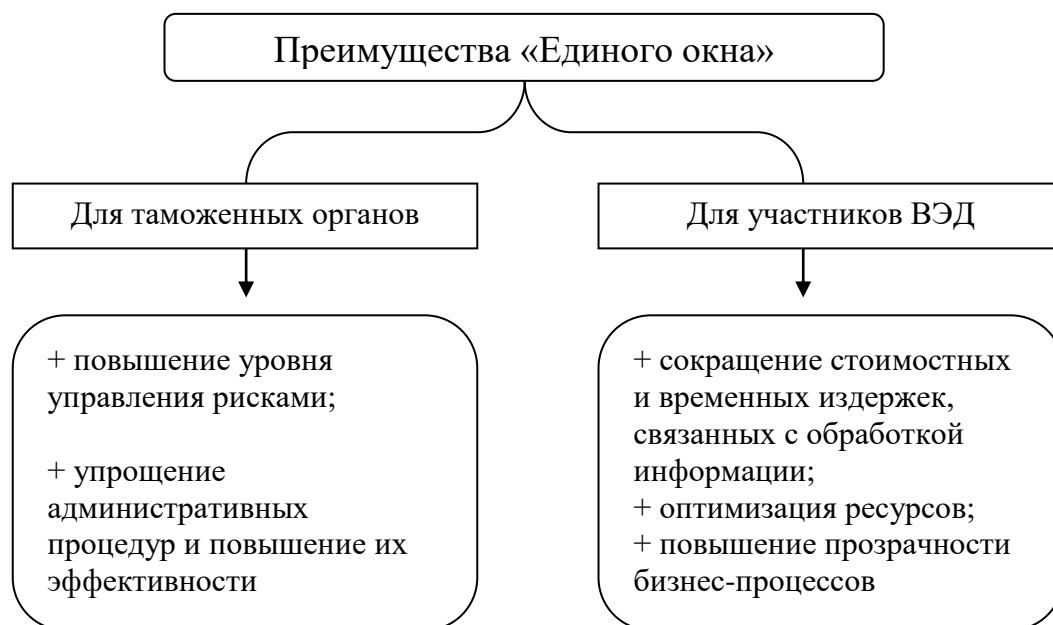 Преимущества «Единого окна»
Для таможенных органов
Для участников ВЭД
+ повышение уровня
управления рисками;
+ упрощение
административных
процедур и повышение их
эффективности
+ сокращение стоимостных
и временных издержек,
связанных с обработкой
информации;
+ оптимизация ресурсов;
+ повышение прозрачности
бизнес-процессов